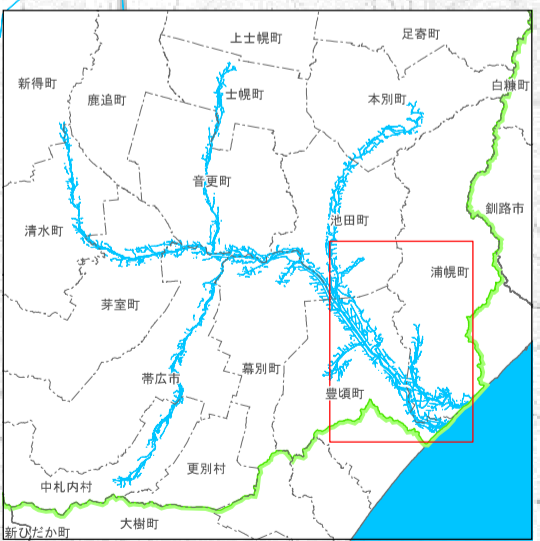 上士幌町
足寄町
新得町
鹿追町
士幌町
本別町
白糠町
音更町
清水町
池田町
釧路市
浦幌町
芽室町
帯広市
幕別町
豊頃町
中札内村
更別村
大樹町
新ひだか町